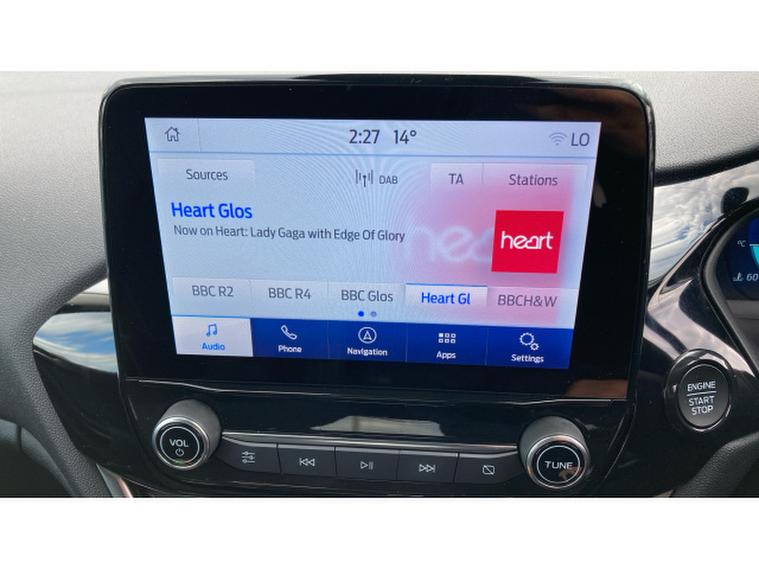 2:27 14° LO
Sources DAB TA Stations
Heart Glos
Now on Heart: Lady Gaga with Edge Of Glory
heart
BBC R2 BBC R4 BBC Glos Heart Gl BBCH&W
Audio Phone Navigation Apps Settings
VOL
TUNE
ENGINE
START
STOP
°C
60